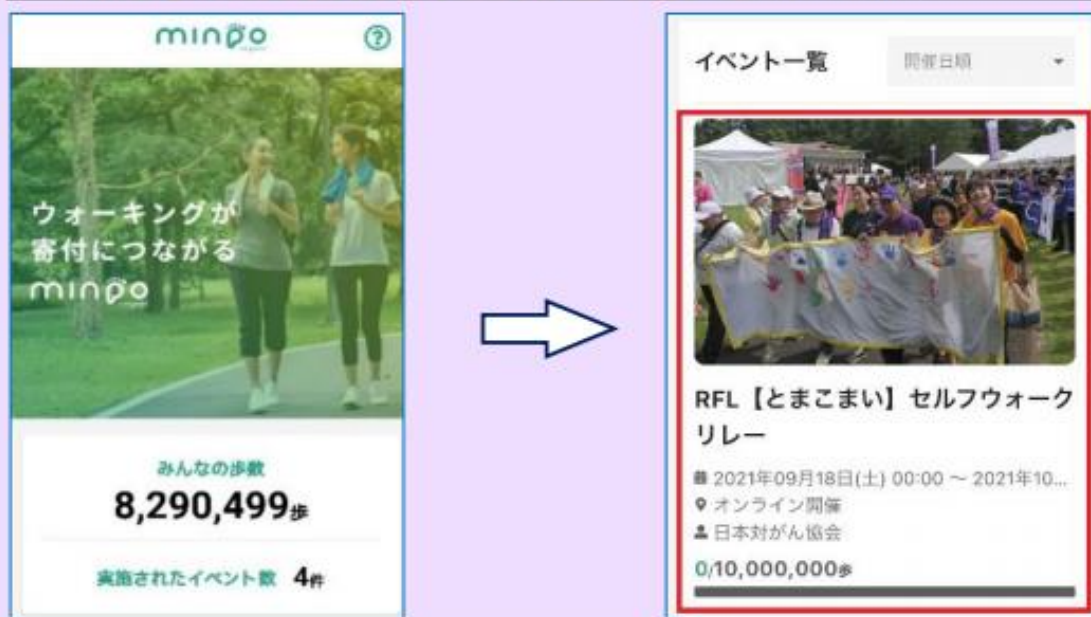 minpo
?
ウォーキングが
寄付につながる
minpo
みんなの歩数
8,290,499歩
実施されたイベント数 4件
イベント一覧
開催日順
RFL【とまこまい】セルフウォーク
リレー
2021年09月18日(土) 00:00 ～ 2021年10...
オンライン開催
日本対がん協会
0/10,000,000歩